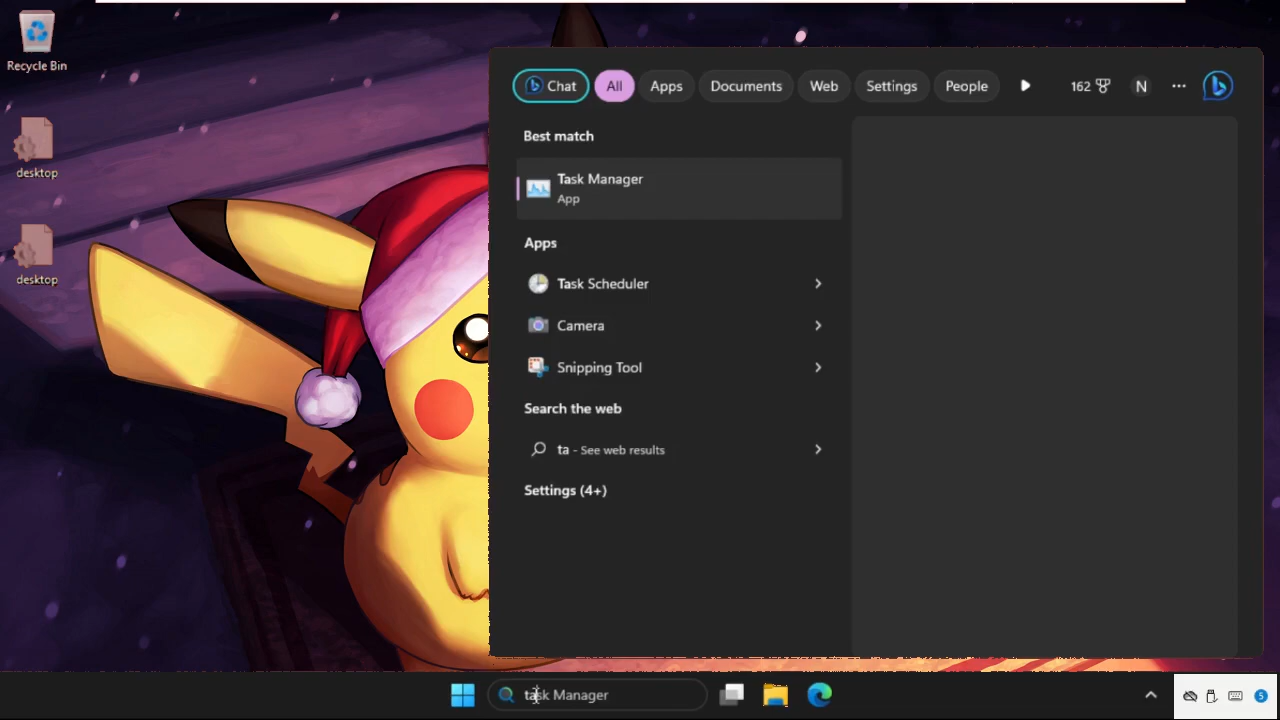 Recycle Bin
desktop
desktop
Chat All Apps Documents Web Settings People 162 N
Best match
Task Manager
App
Apps
Task Scheduler
Camera
Snipping Tool
Search the web
ta - See web results
Settings (4+)
task Manager
5